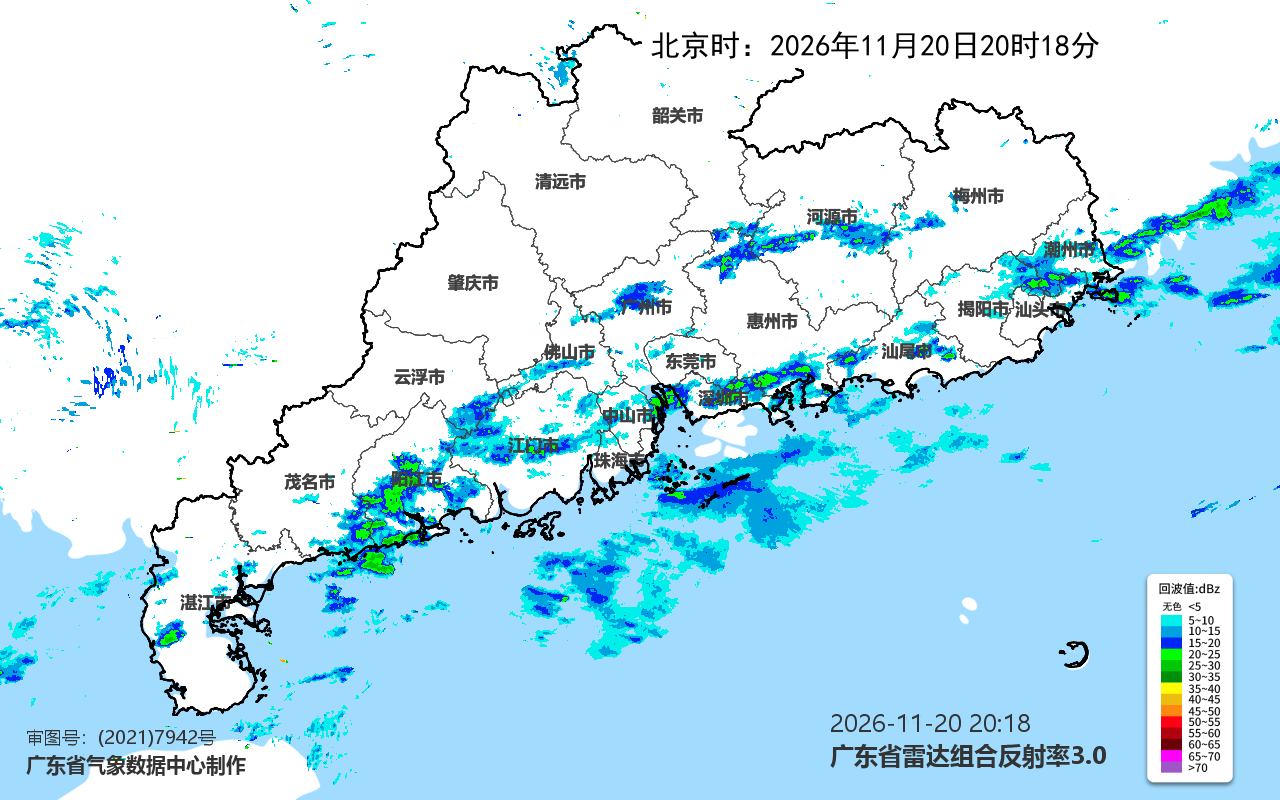 北京时：2026年11月20日20时18分
韶关市
清远市
梅州市
河源市
潮州市
肇庆市
广州市
揭阳市
汕头市
惠州市
佛山市
汕尾市
东莞市
云浮市
深圳市
中山市
江门市
珠海市
茂名市
阳江市
湛江市
回波值:dBz
无色 <5
5~10
10~15
15~20
20~25
25~30
30~35
35~40
40~45
45~50
50~55
55~60
60~65
65~70
>70
审图号：(2021)7942号
广东省气象数据中心制作
2026-11-20 20:18
广东省雷达组合反射率3.0